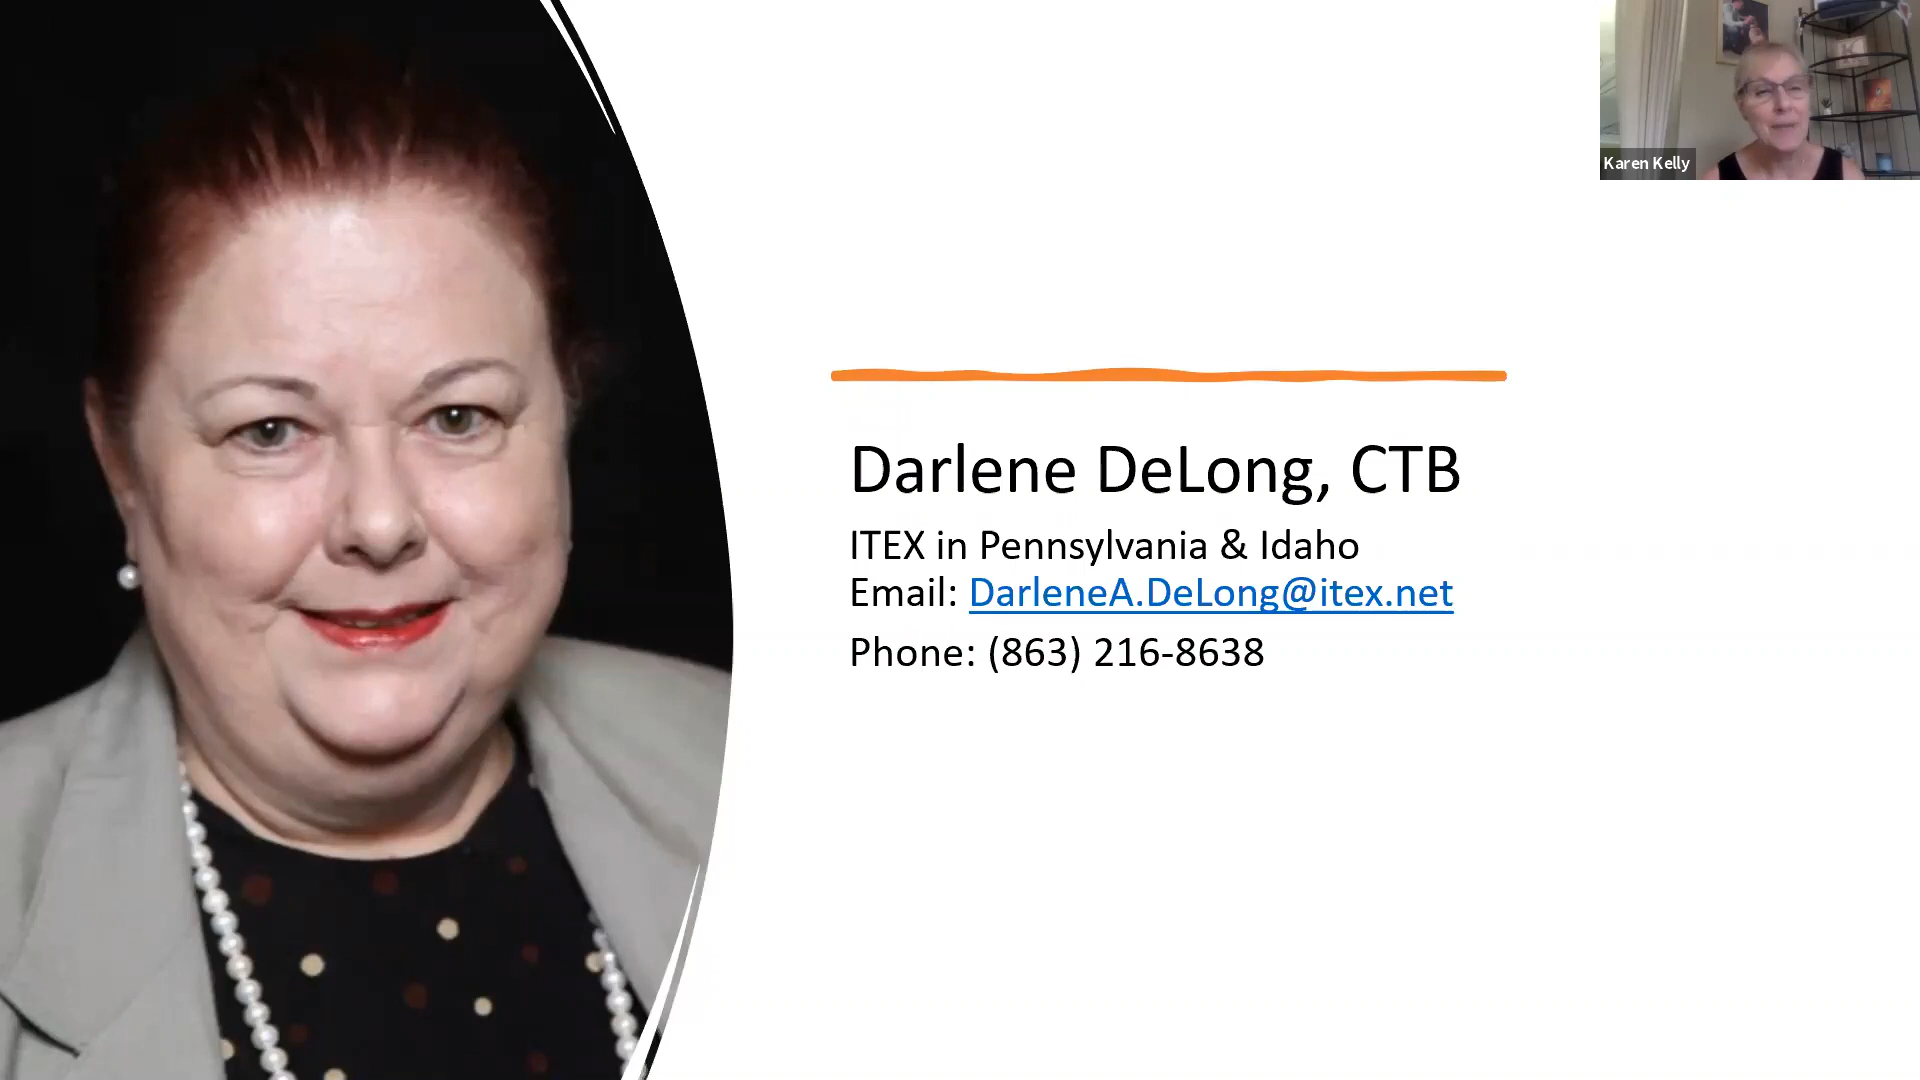 Karen Kelly
Darlene DeLong, CTB
ITEX in Pennsylvania & Idaho
Email: DarleneA.DeLong@itex.net
Phone: (863) 216-8638